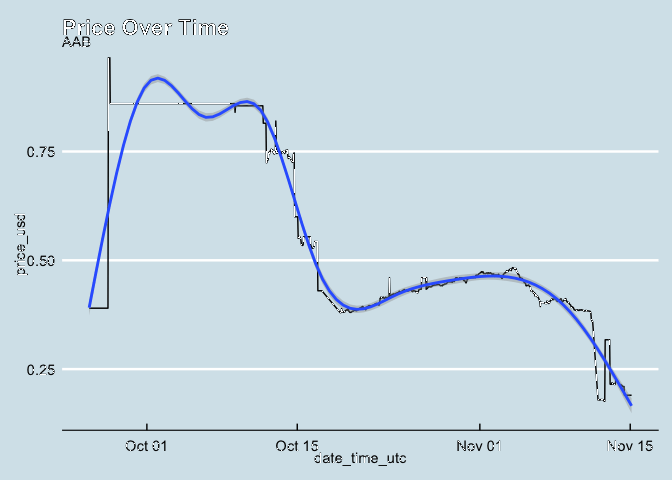 Price Over Time
AAB
0.75
0.50
0.25
price_usd
Oct 01
Oct 15
Nov 01
Nov 15
date_time_utc